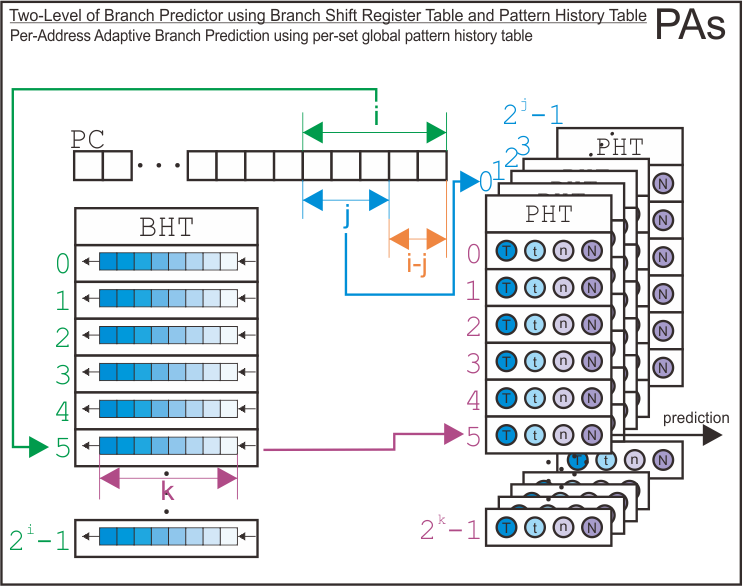 Two-Level of Branch Predictor using Branch Shift Register Table and Pattern History Table
PAs
Per-Address Adaptive Branch Prediction using per-set global pattern history table
i
2^j-1
PC
PHT
3
2
1
0
N
BHT
j
PHT
i-j
N
0
0
T t n N
N
1
1
T t n N
N
2
2
T t n N
N
3
3
T t n N
N
4
4
T t n N
prediction
5
5
T t n N
T t n N
k
2^i-1
2^k-1
T t n N